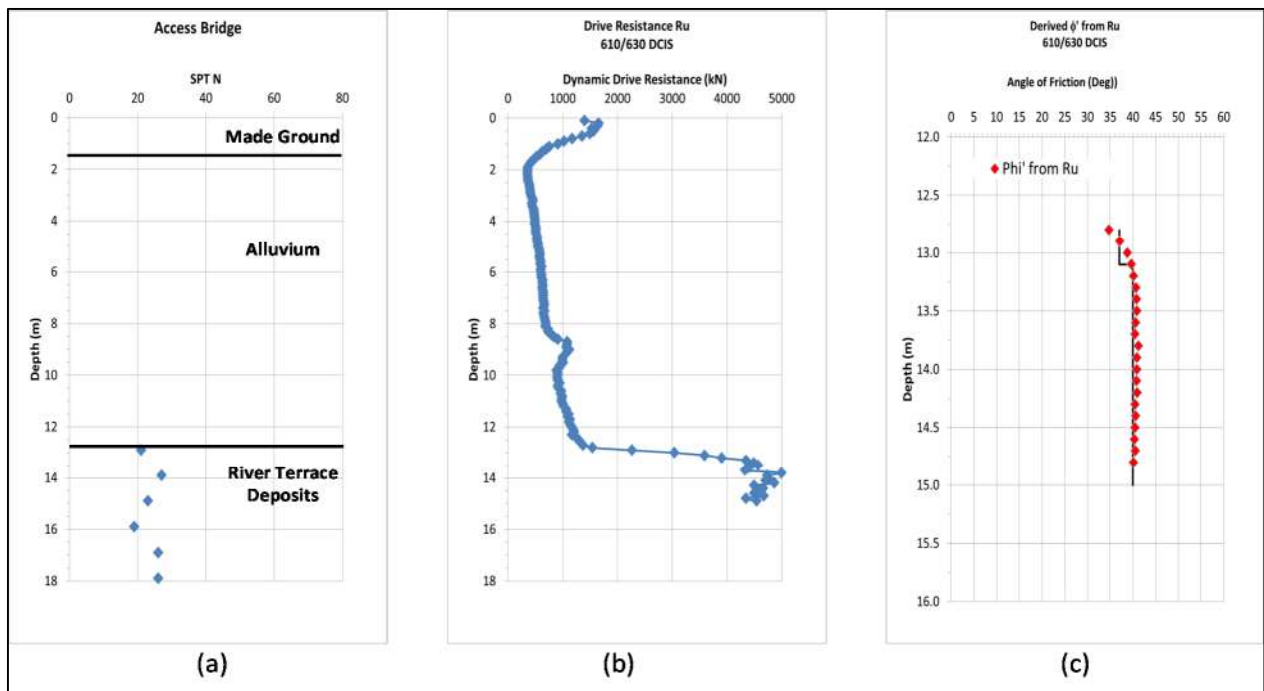 Access Bridge
SPT N
0 20 40 60 80
0
2
4
6
8
10
12
14
16
18
Depth (m)
Made Ground
Alluvium
River Terrace
Deposits
(a)
Drive Resistance Ru
610/630 DCIS
Dynamic Drive Resistance (kN)
0 1000 2000 3000 4000 5000
0
2
4
6
8
10
12
14
16
18
Depth (m)
(b)
Derived ϕ' from Ru
610/630 DCIS
Angle of Friction (Deg))
0 5 10 15 20 25 30 35 40 45 50 55 60
12.0
12.5
13.0
13.5
14.0
14.5
15.0
15.5
16.0
Depth (m)
Phi' from Ru
(c)